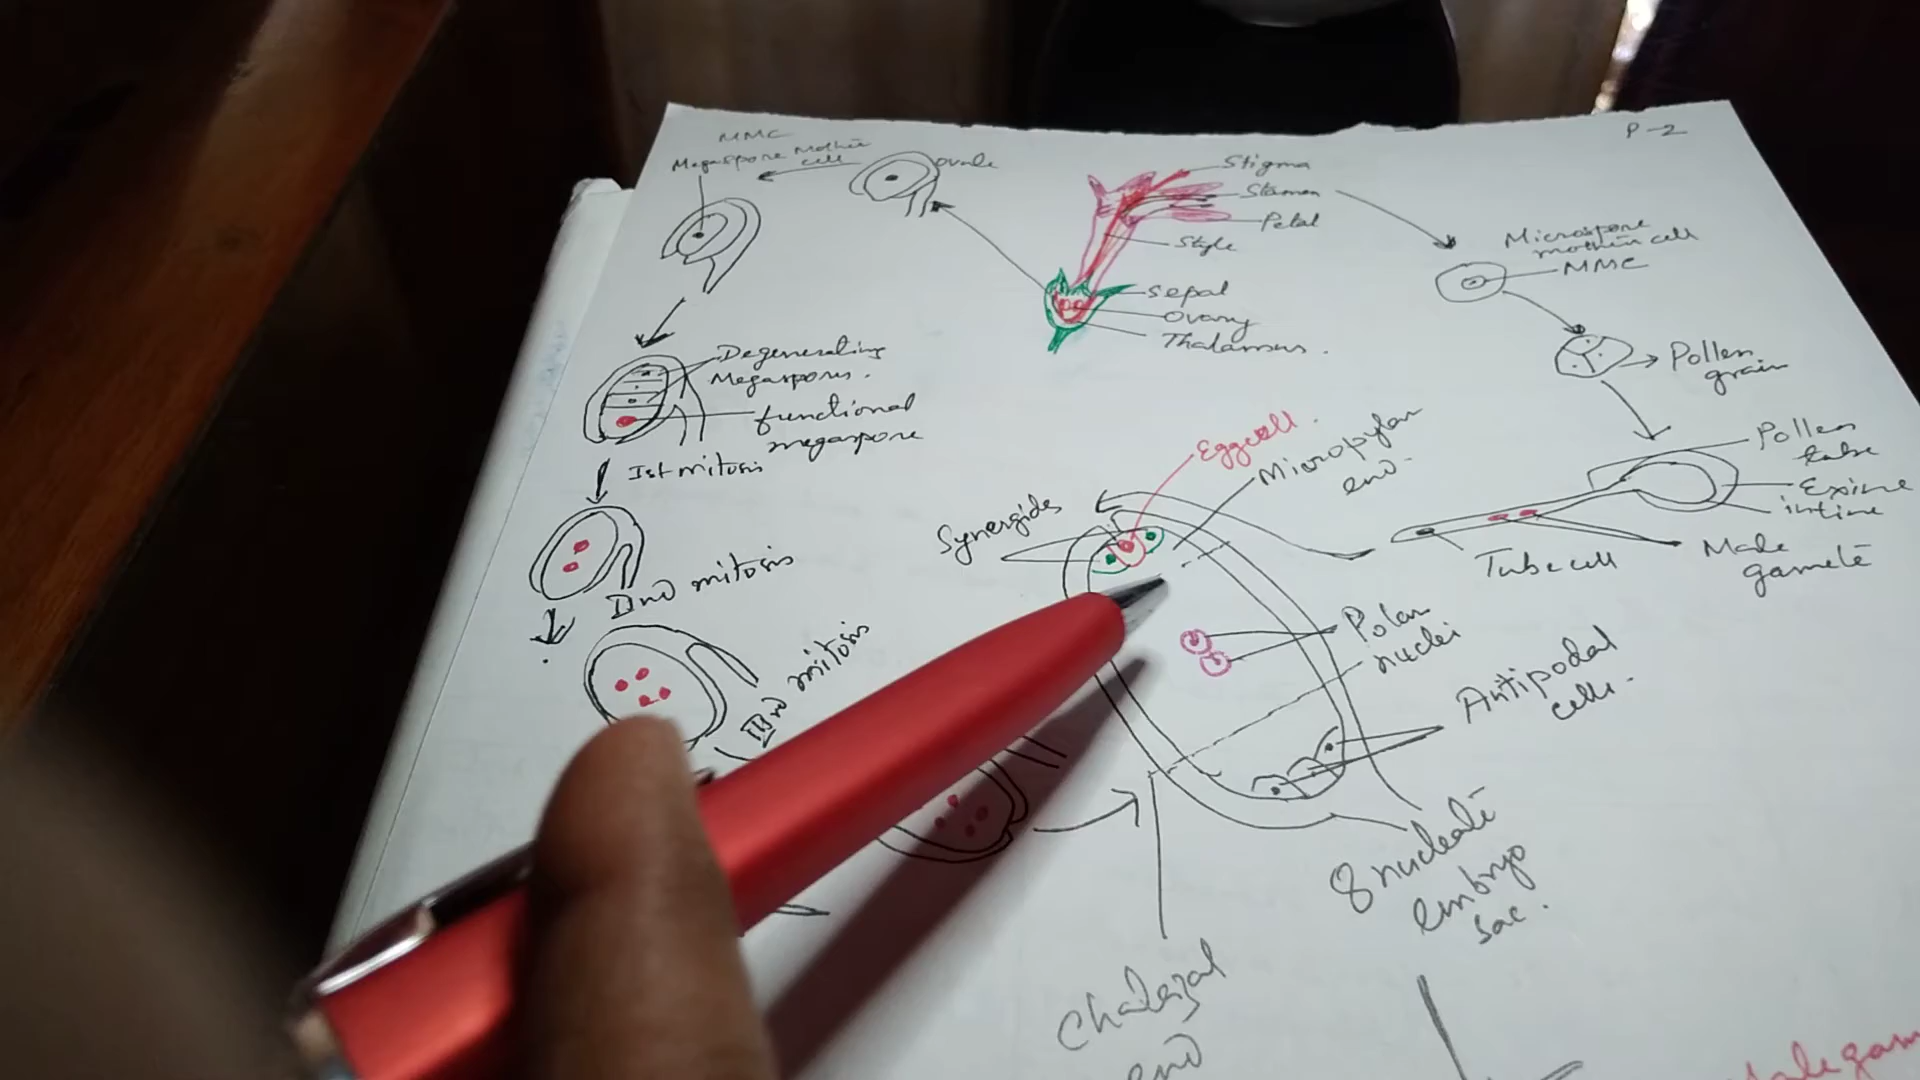 P-2
MMC
Megaspore Mother
cell
ovule
Stigma
Stamen
Petal
Style
Sepal
Ovary
Thalamus.
Microspore
mother cell
MMC
Pollen
grain
Pollen
tube
Exine
intine
Male
gamete
Tube cell
Degenerating
Megaspores.
functional
megaspore
Ist mitosis
IInd mitosis
IIIrd mitosis
Egg cell.
Micropylar
end.
Synergids
Polar
nuclei
Antipodal
cells.
8 nucleate
embryo
sac.
Chalazal
end